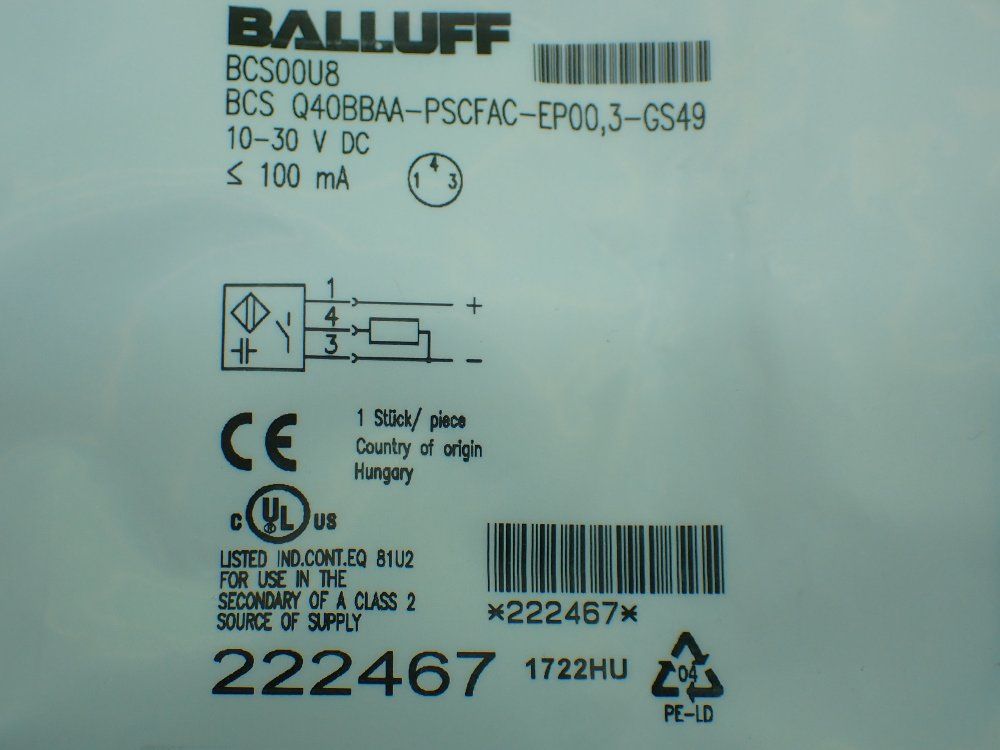 BALLUFF
BCS00U8
BCS Q40BBAA-PSCFAC-EP00,3-GS49
10-30 V DC
≤ 100 mA
4
1 3
1
+
4
3
-
CE
1 Stück/ piece
Country of origin
Hungary
C UL US
®
LISTED IND.CONT.EQ 81U2
FOR USE IN THE
SECONDARY OF A CLASS 2
SOURCE OF SUPPLY
*222467*
222467
1722HU
04
PE-LD